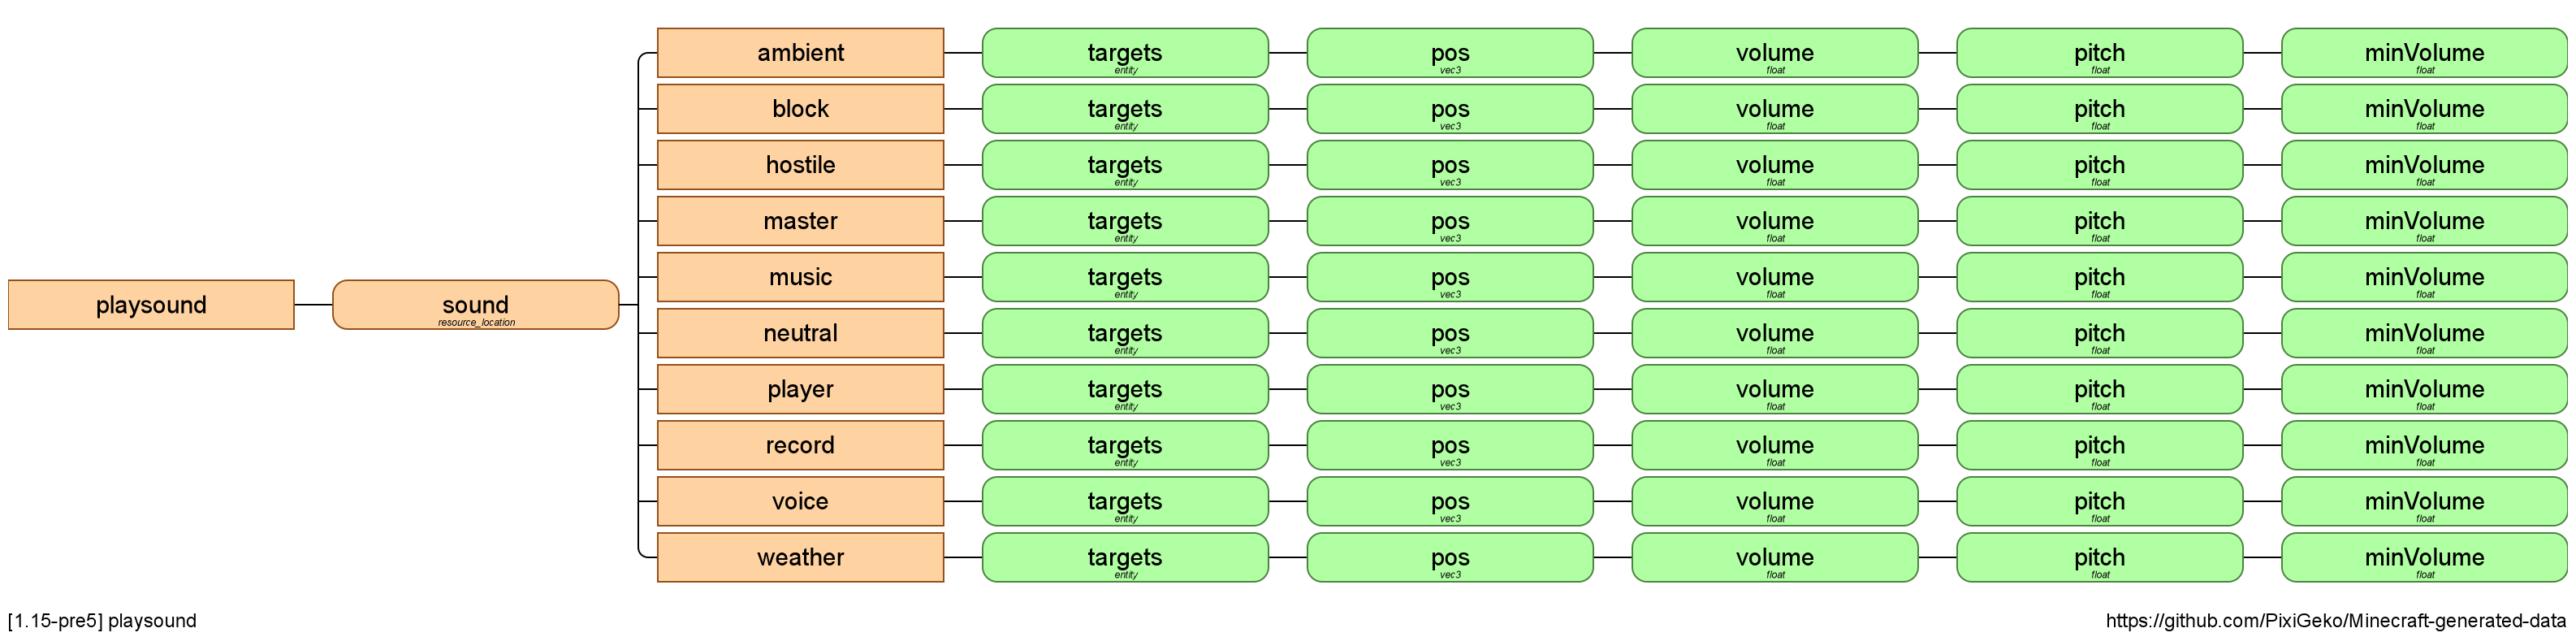 ambient targets pos volume pitch minVolume
entity vec3 float float float
block targets pos volume pitch minVolume
entity vec3 float float float
hostile targets pos volume pitch minVolume
entity vec3 float float float
master targets pos volume pitch minVolume
entity vec3 float float float
music targets pos volume pitch minVolume
entity vec3 float float float
playsound sound
resource_location
neutral targets pos volume pitch minVolume
entity vec3 float float float
player targets pos volume pitch minVolume
entity vec3 float float float
record targets pos volume pitch minVolume
entity vec3 float float float
voice targets pos volume pitch minVolume
entity vec3 float float float
weather targets pos volume pitch minVolume
entity vec3 float float float
[1.15-pre5] playsound https://github.com/PixiGeko/Minecraft-generated-data